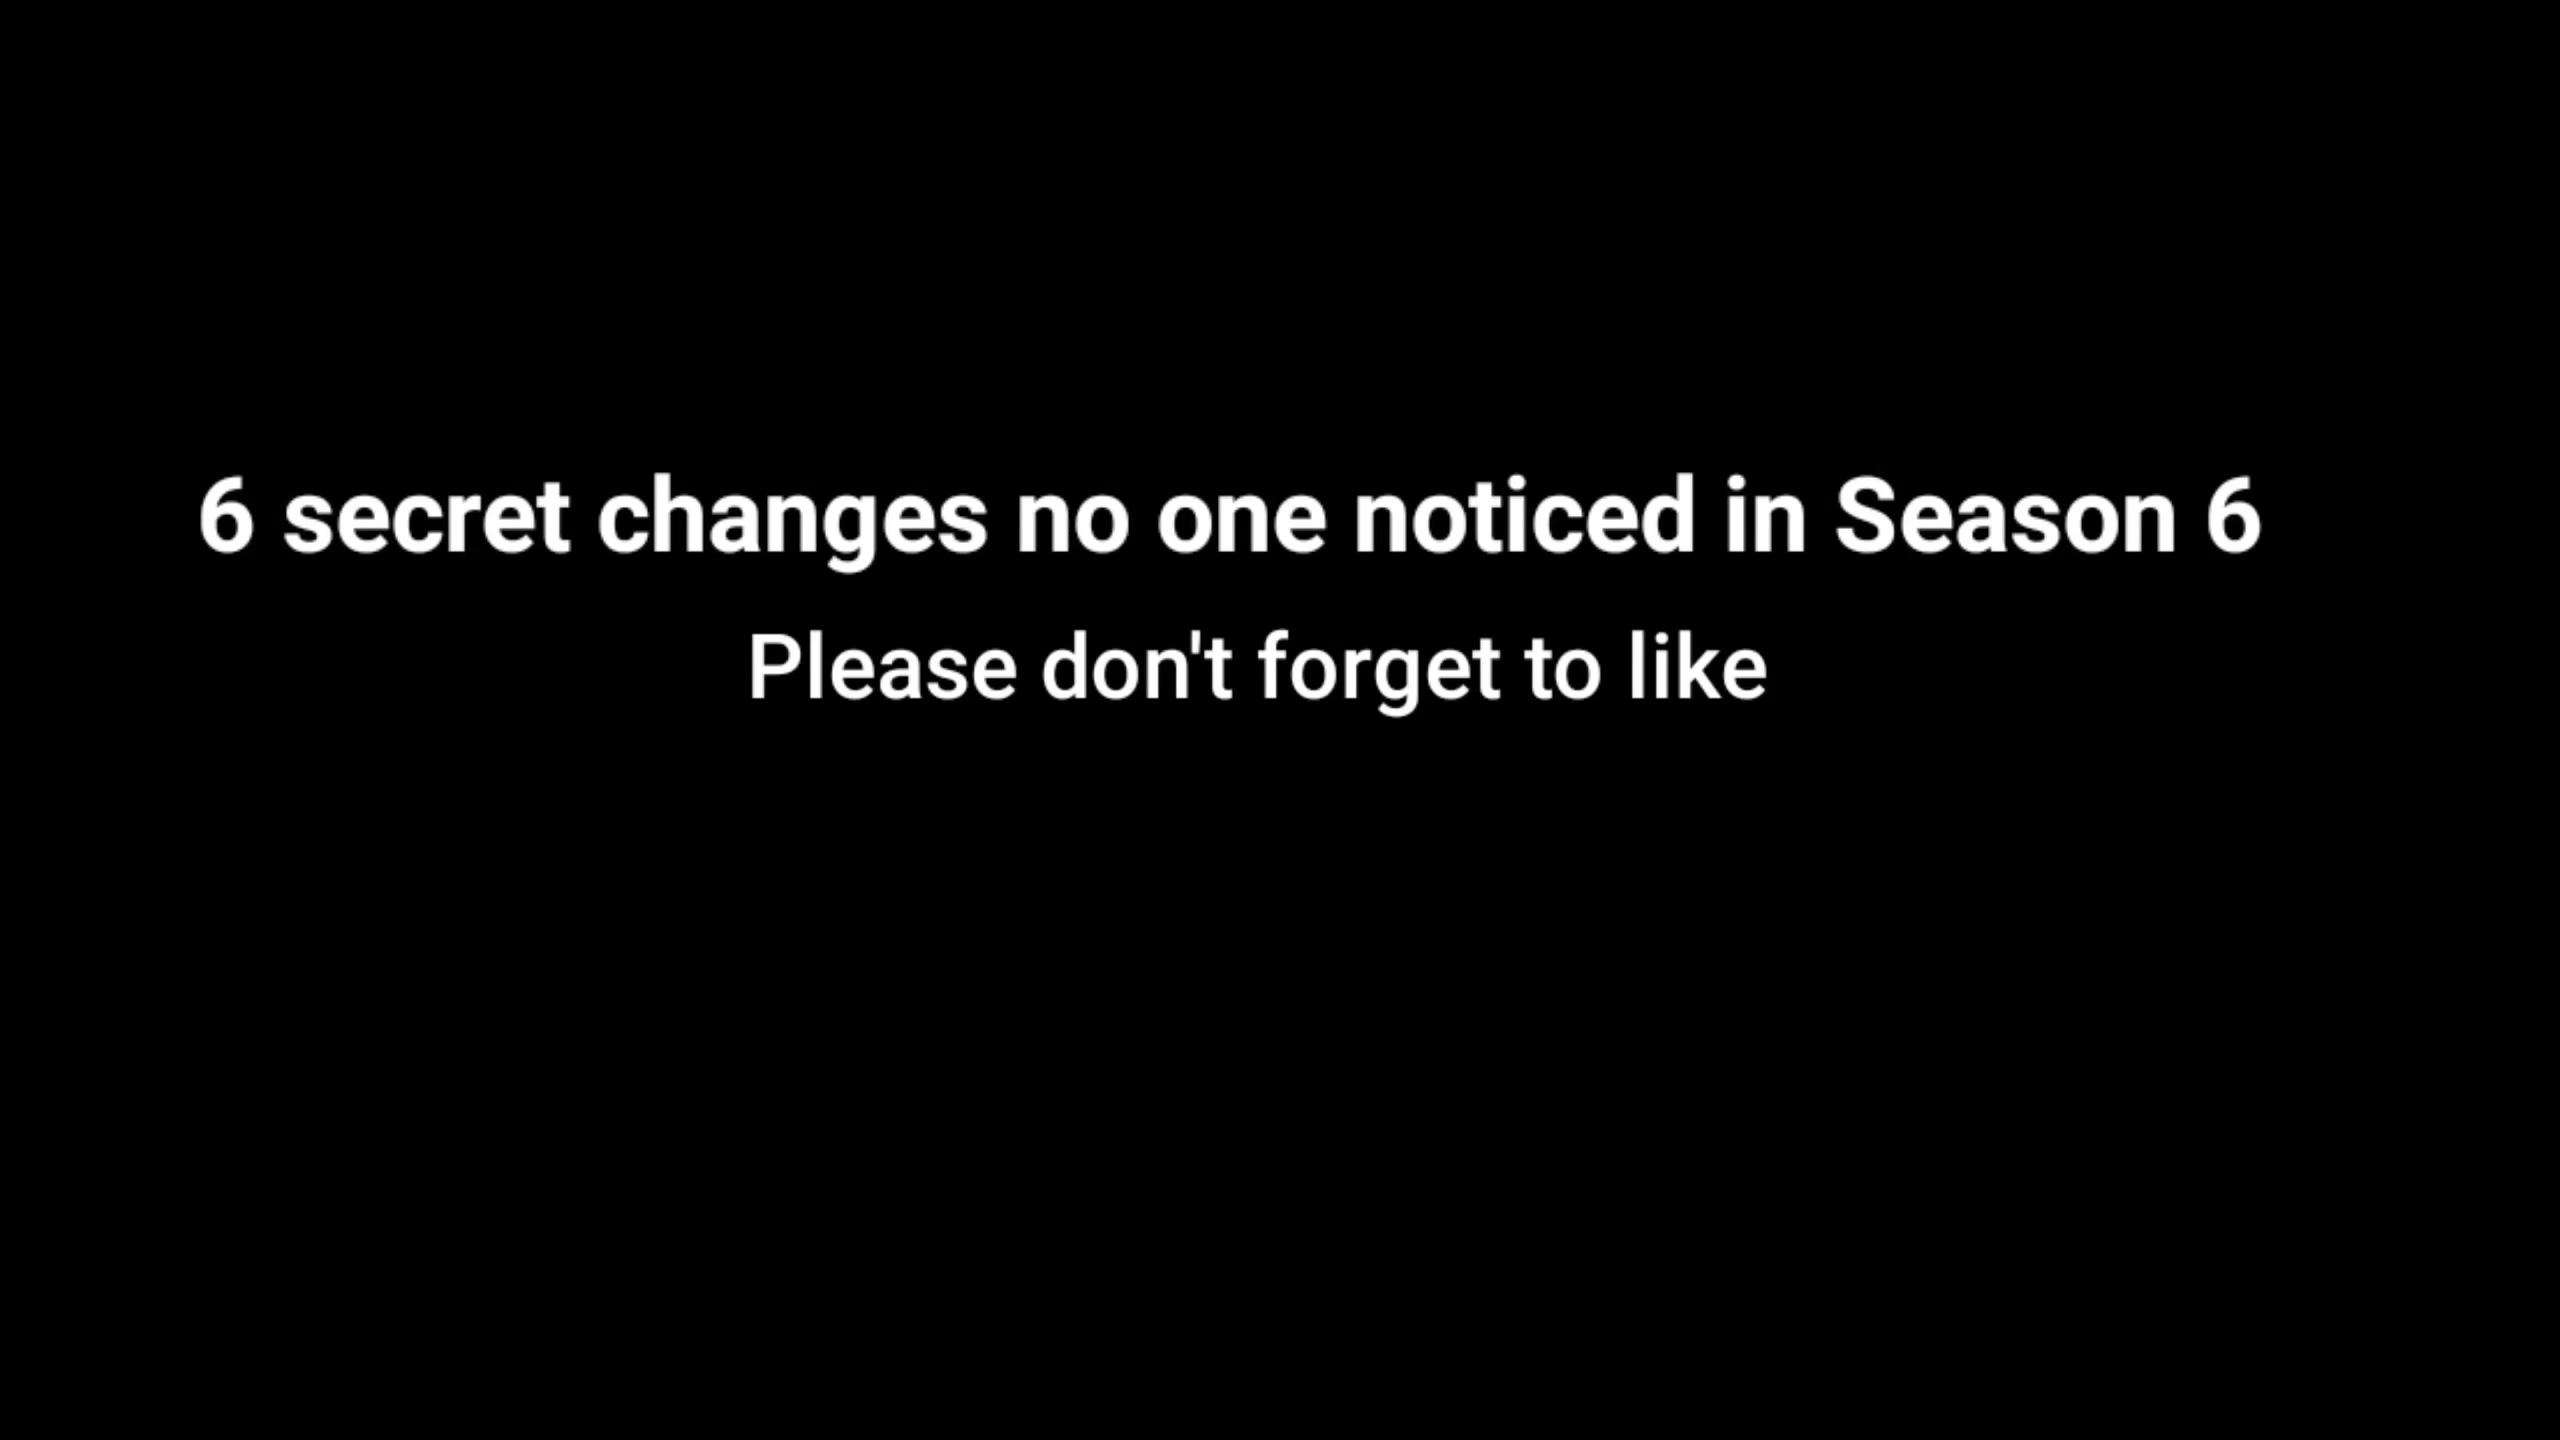 6 secret changes no one noticed in Season 6
Please don't forget to like